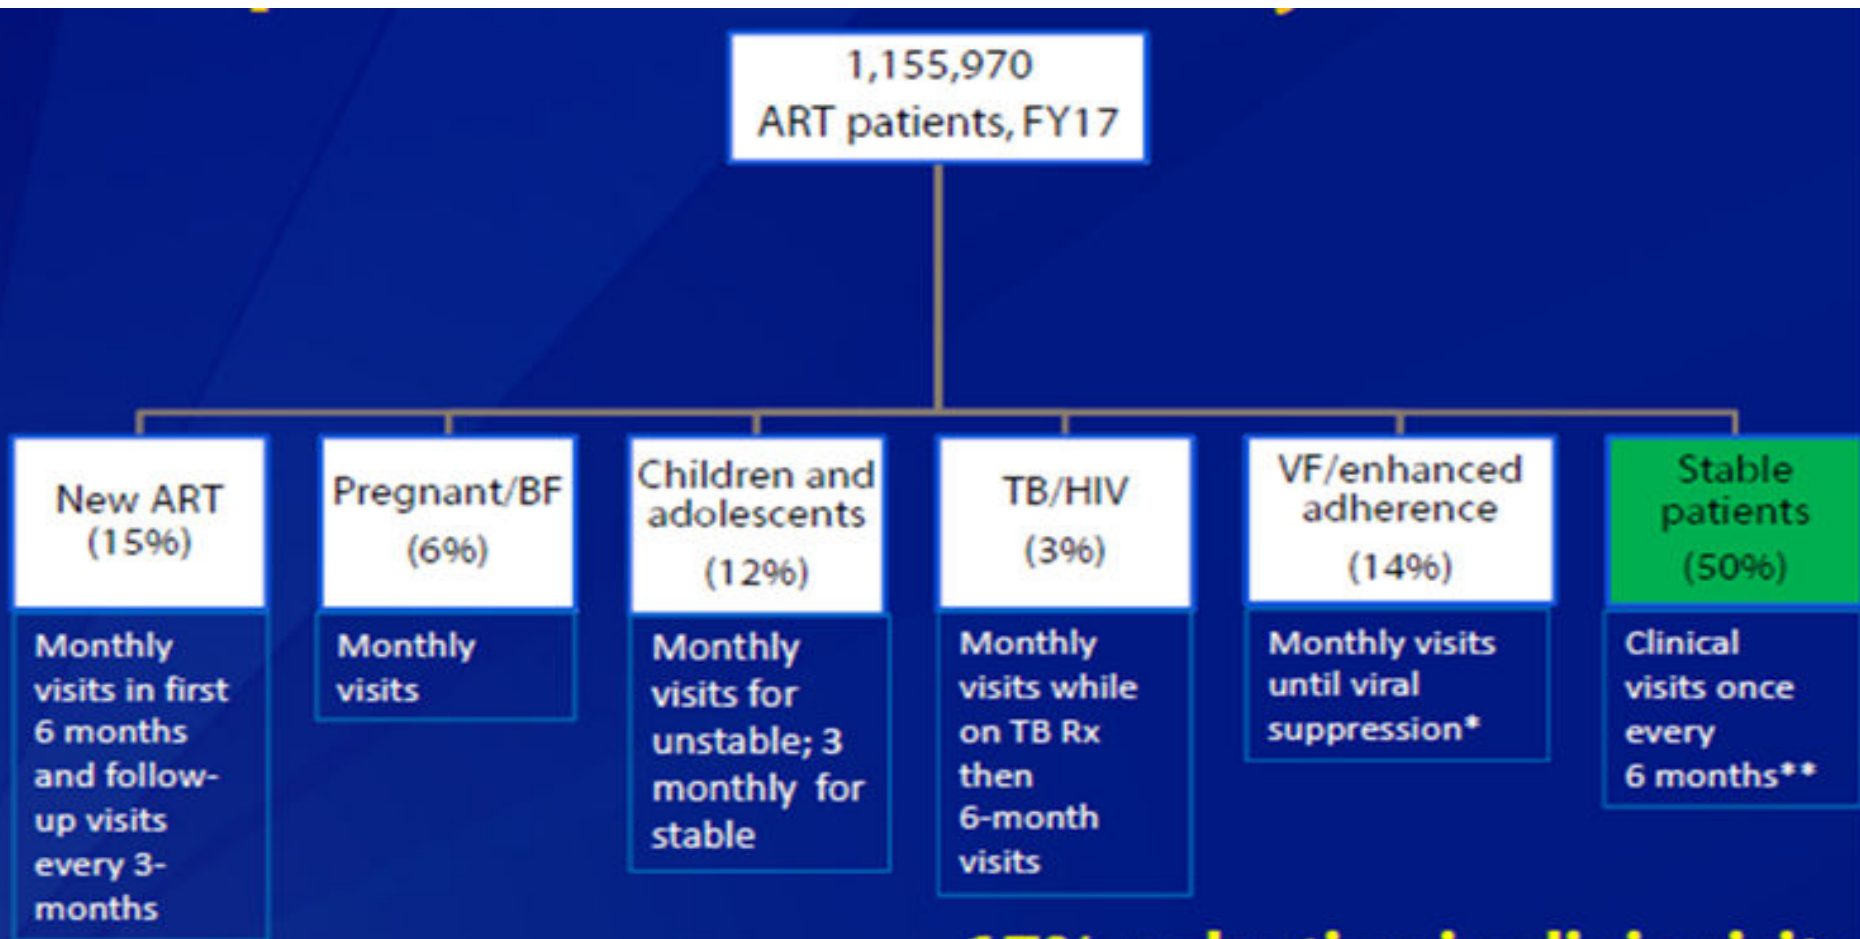 1,155,970
ART patients, FY17
New ART
(15%)
Monthly
visits in first
6 months
and follow-
up visits
every 3-
months
Pregnant/BF
(6%)
Monthly
visits
Children and
adolescents
(12%)
Monthly
visits for
unstable; 3
monthly for
stable
TB/HIV
(3%)
Monthly
visits while
on TB Rx
then
6-month
visits
VF/enhanced
adherence
(14%)
Monthly visits
until viral
suppression*
Stable
patients
(50%)
Clinical
visits once
every
6 months**